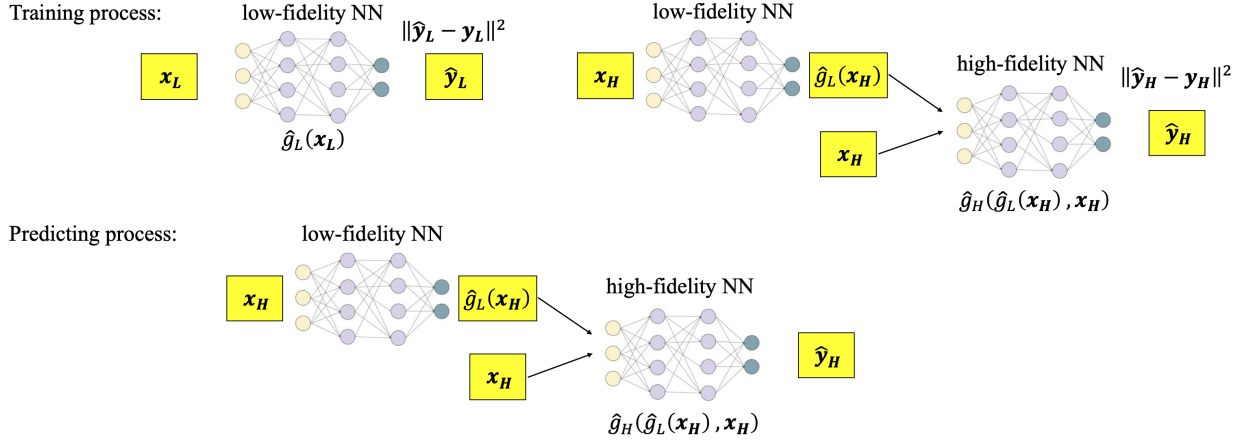 Training process:
low-fidelity NN
‖ŷ_L − y_L‖²
x_L
ŷ_L
ĝ_L(x_L)
low-fidelity NN
x_H
ĝ_L(x_H)
x_H
high-fidelity NN
‖ŷ_H − y_H‖²
ŷ_H
ĝ_H(ĝ_L(x_H) , x_H)
Predicting process:
low-fidelity NN
x_H
ĝ_L(x_H)
x_H
high-fidelity NN
ŷ_H
ĝ_H(ĝ_L(x_H) , x_H)